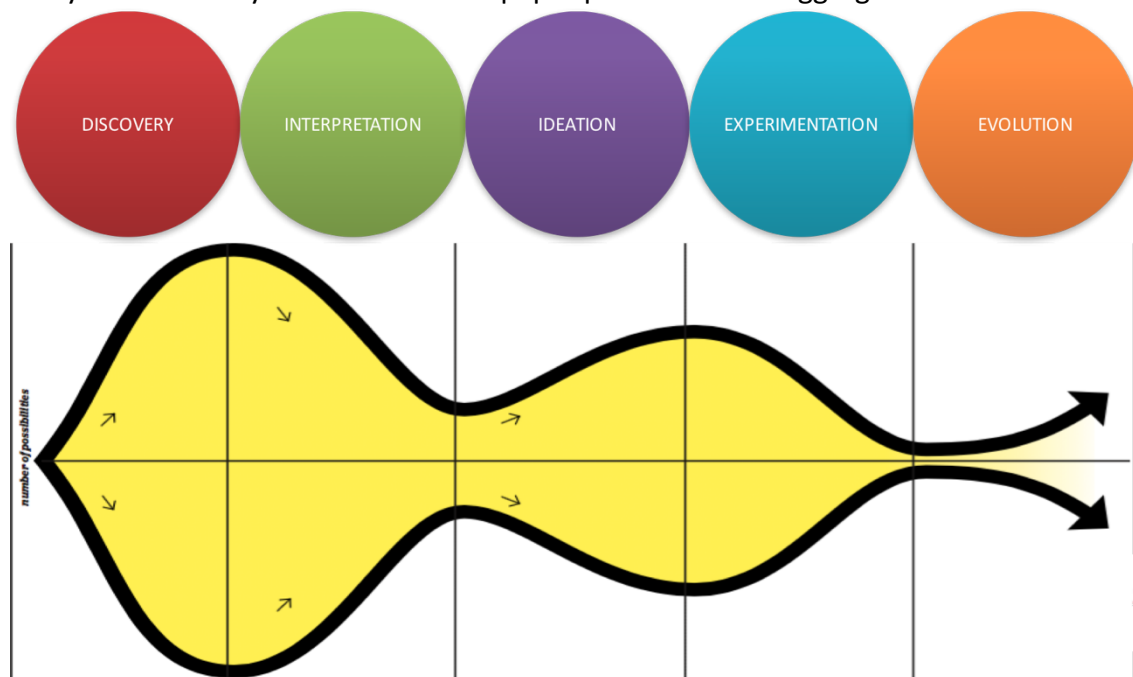 DISCOVERY
INTERPRETATION
IDEATION
EXPERIMENTATION
EVOLUTION
number of possibilities